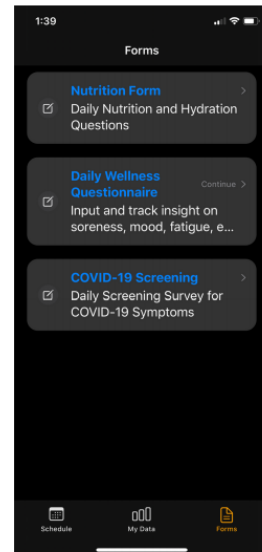 1:39
Forms
Nutrition Form
Daily Nutrition and Hydration
Questions
Daily Wellness
Questionnaire
Continue
Input and track insight on
soreness, mood, fatigue, e...
COVID-19 Screening
Daily Screening Survey for
COVID-19 Symptoms
Schedule
My Data
Forms